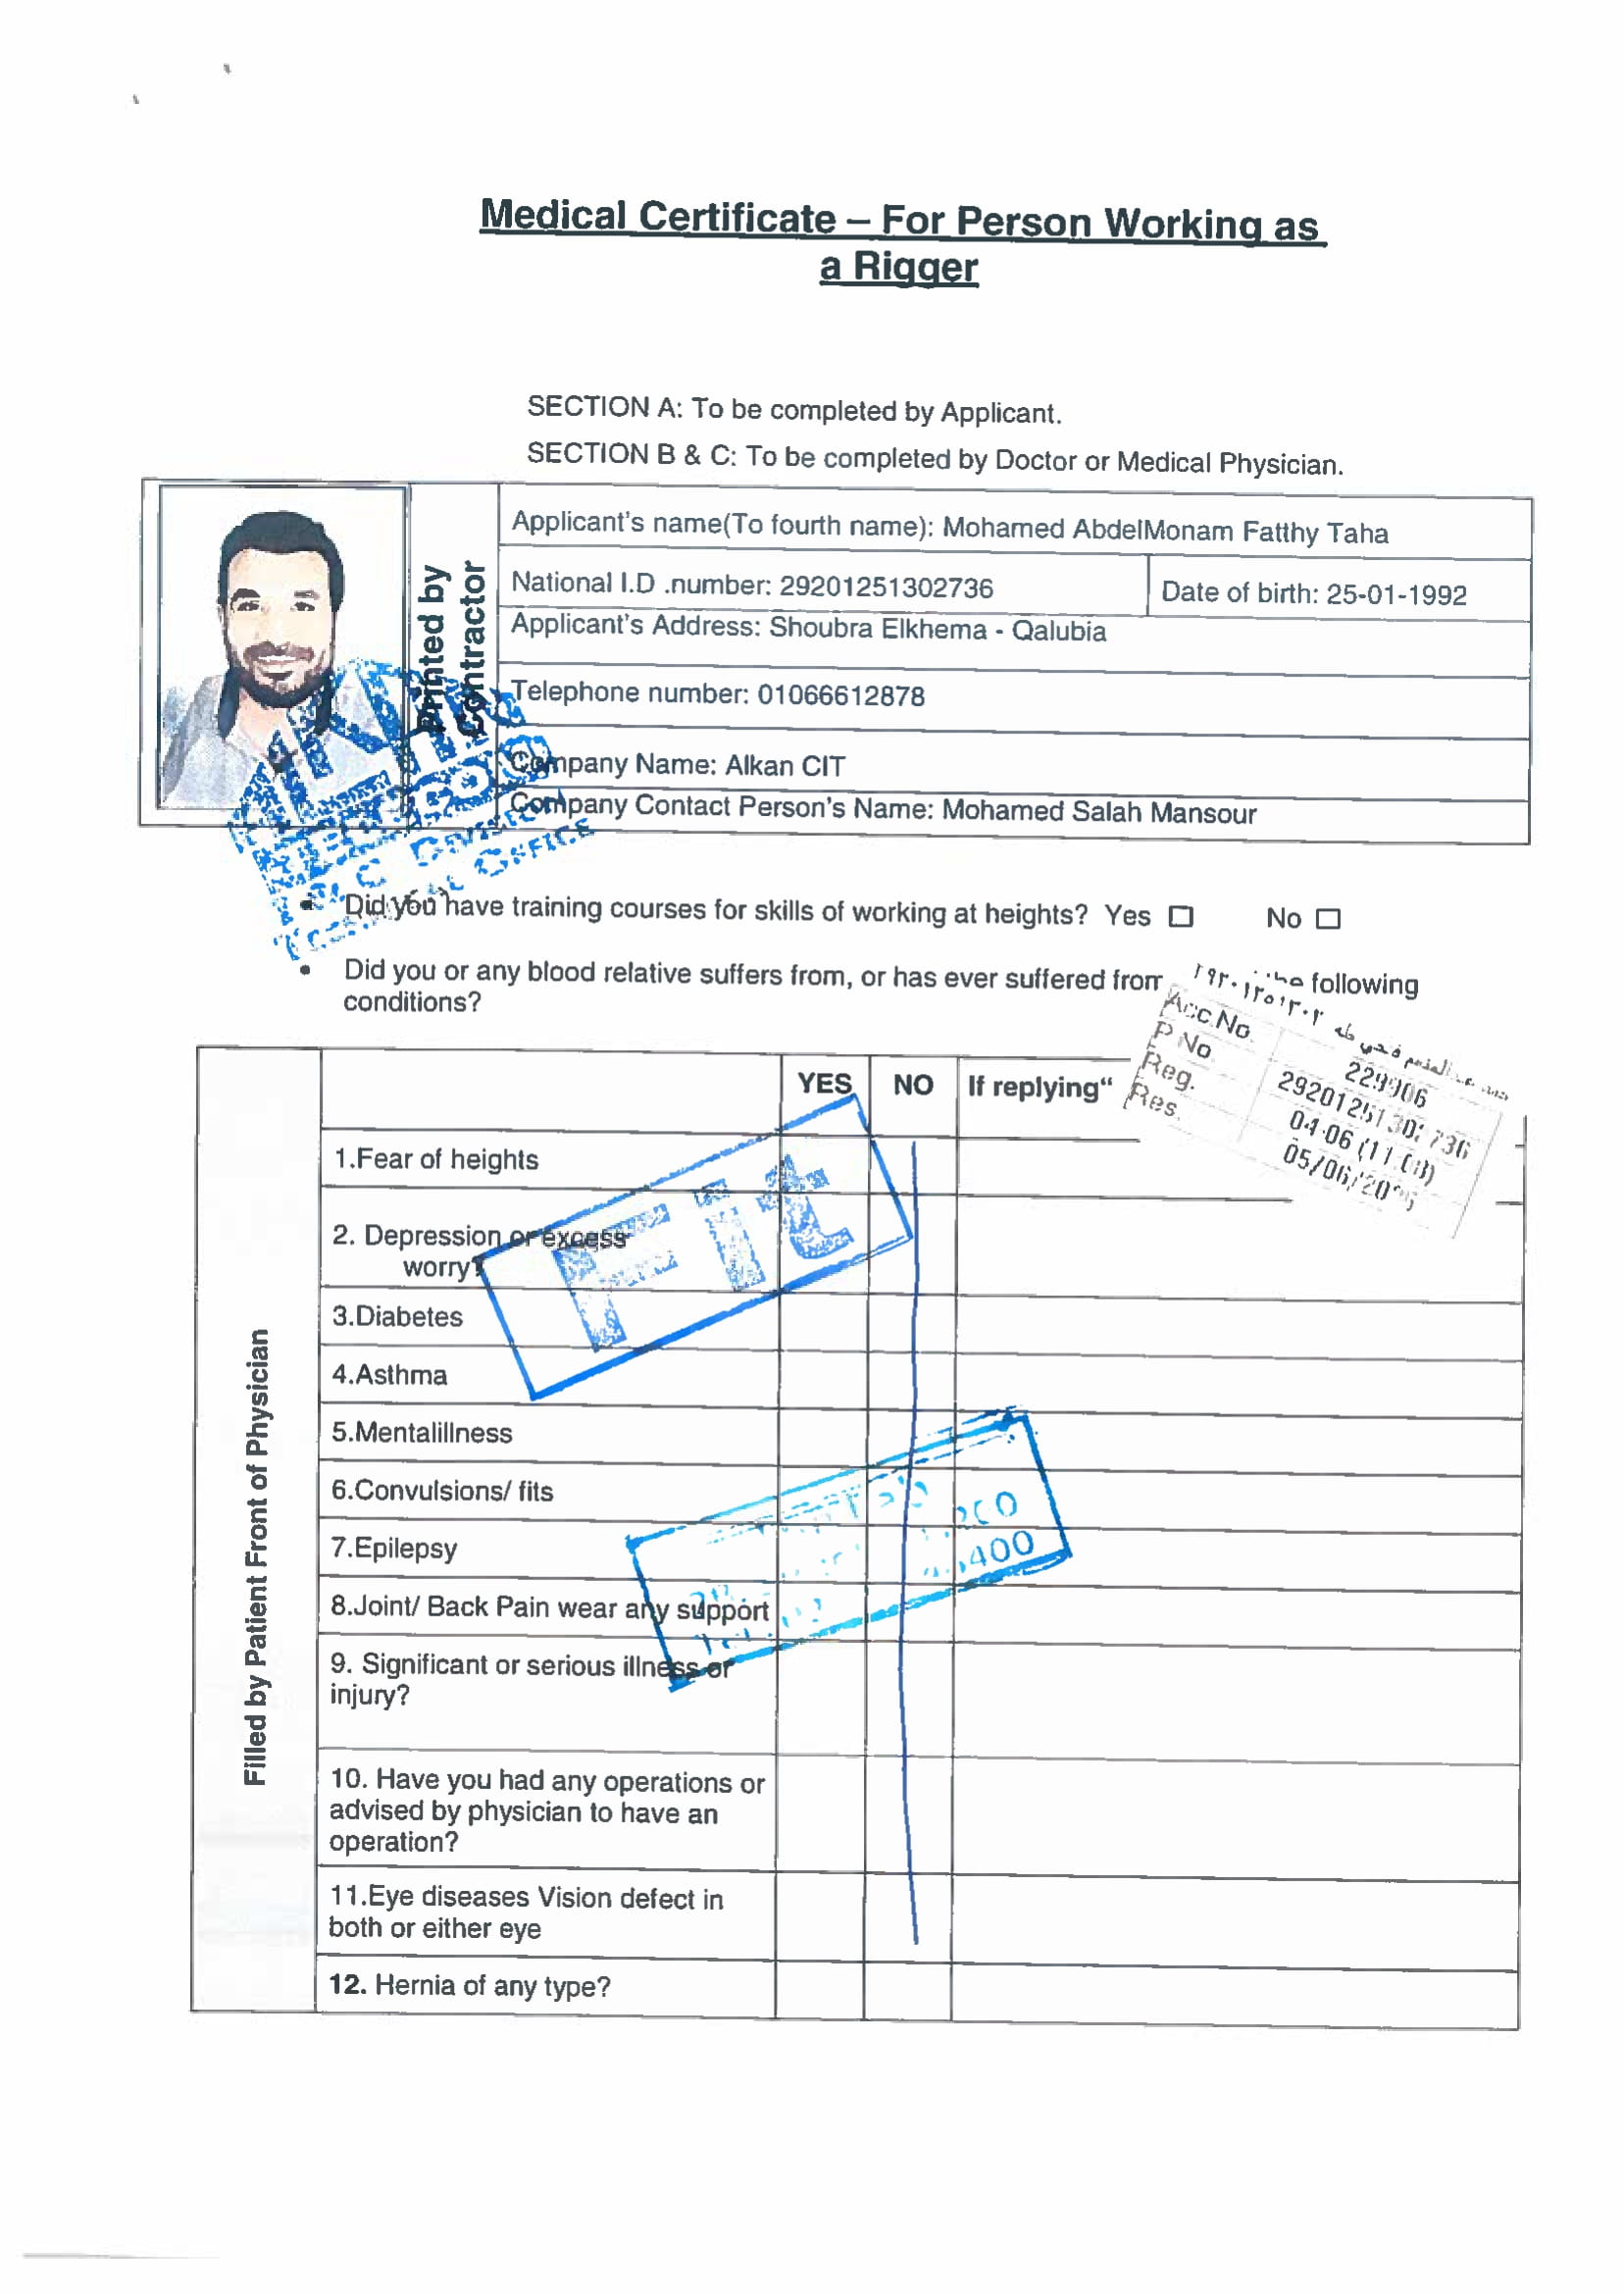 Medical Certificate – For Person Working as
a Rigger
SECTION A: To be completed by Applicant.
SECTION B & C: To be completed by Doctor or Medical Physician.
Printed by
contractor
Applicant's name(To fourth name): Mohamed AbdelMonam Fatthy Taha
National I.D .number: 29201251302736
Date of birth: 25-01-1992
Applicant's Address: Shoubra Elkhema - Qalubia
Telephone number: 01066612878
Company Name: Alkan CIT
Company Contact Person's Name: Mohamed Salah Mansour
OFFICE
• Did you have training courses for skills of working at heights? Yes ☐ No ☐
• Did you or any blood relative suffers from, or has ever suffered from following
conditions?
Acc.No. 229906
P.No
Reg. 04-06
Res. 05/06/
YES NO If replying“
Filled by Patient Front of Physician
1.Fear of heights
2. Depression or excess
worry?
Fit
3.Diabetes
4.Asthma
5.Mentalillness
6.Convulsions/ fits
7.Epilepsy
400
8.Joint/ Back Pain wear any support
9. Significant or serious illness or
injury?
10. Have you had any operations or
advised by physician to have an
operation?
11.Eye diseases Vision defect in
both or either eye
12. Hernia of any type?